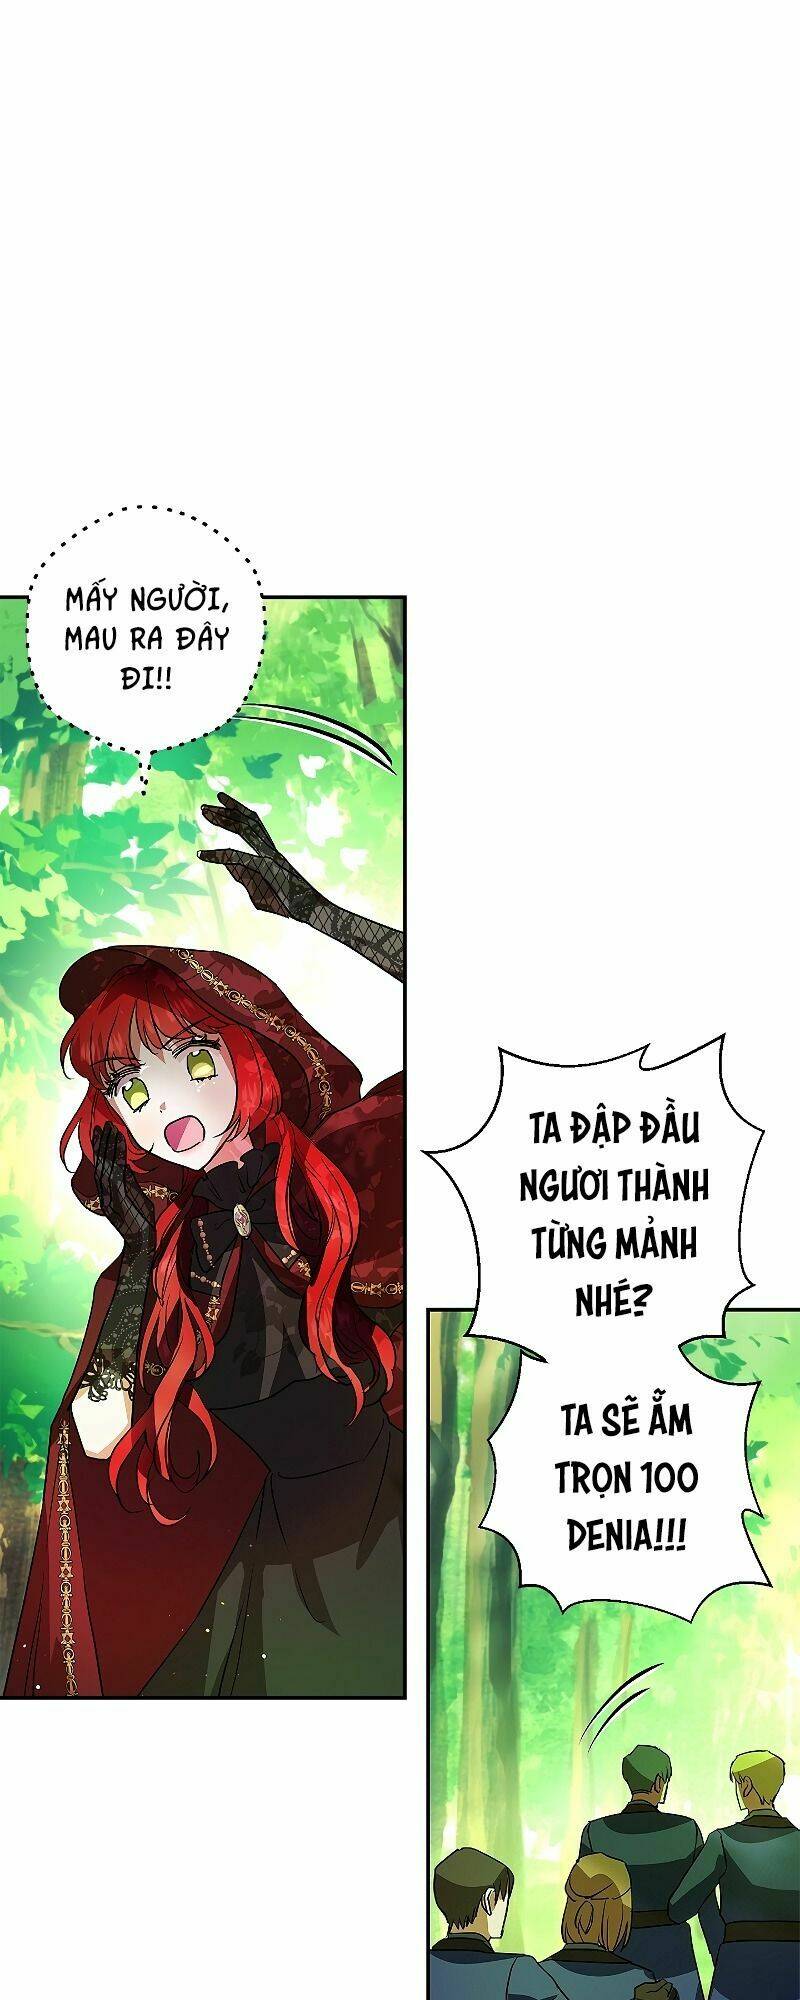 MẤY NGƯỜI,
MAU RA ĐÂY
ĐI!!
TA ĐẬP ĐẦU
NGƯƠI THÀNH
TỪNG MẢNH
NHÉ?
TA SẼ ẴM
TRỌN 100
DENIA!!!